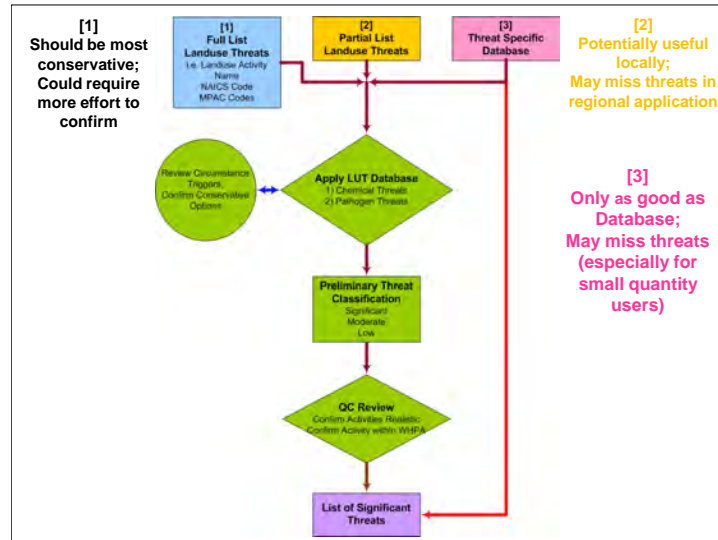 [1]
Should be most
conservative;
Could require
more effort to
confirm
[1]
Full List
Landuse Threats
i.e. Landuse Activity
Name
NAICS Code
MPAC Codes
[2]
Partial List
Landuse Threats
[3]
Threat Specific
Database
[2]
Potentially useful
locally;
May miss threats in
regional application
[3]
Only as good as
Database;
May miss threats
(especially for
small quantity
users)
Review Circumstance
Triggers,
Confirm Conservative
Options
Apply LUT Database
1) Chemical Threats
2) Pathogen Threats
Preliminary Threat
Classification
Significant
Moderate
Low
QC Review
Confirm Activities Realistic
Confirm Activity within WHPA
List of Significant
Threats